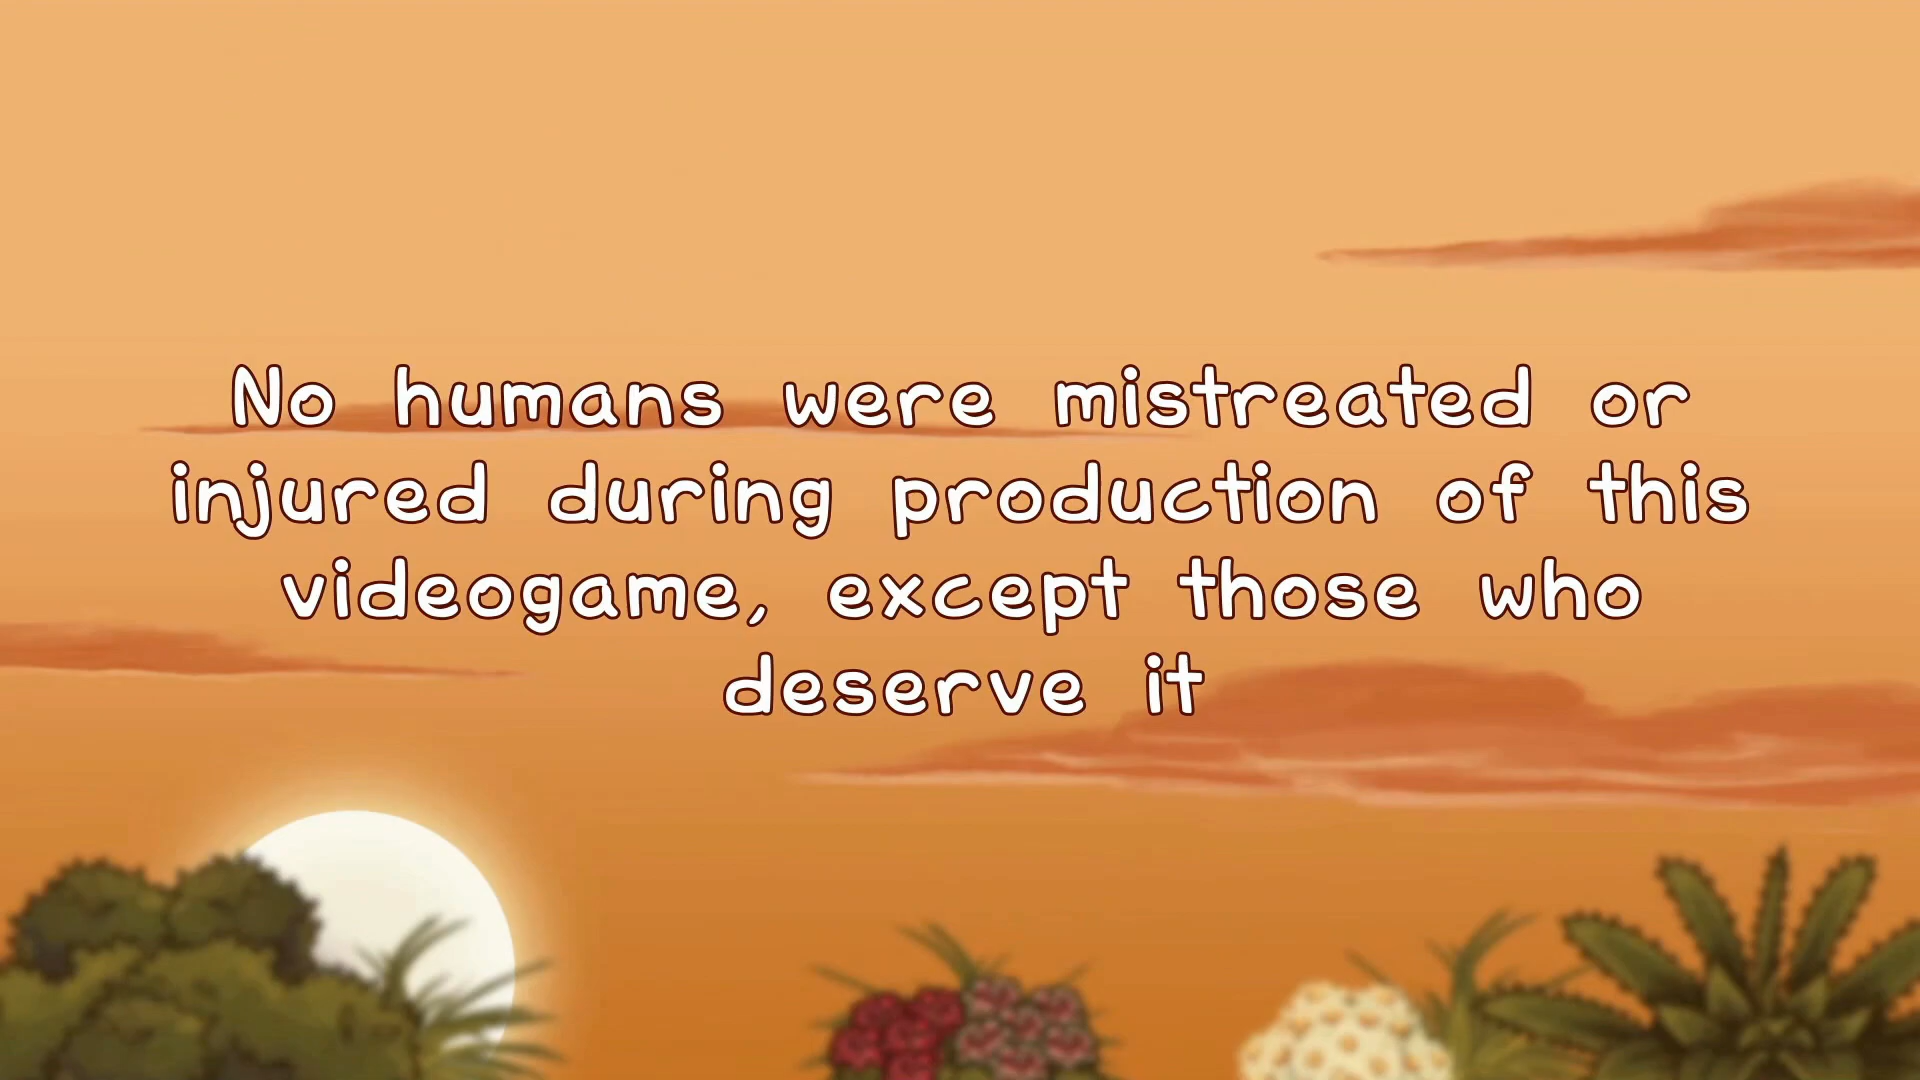 No humans were mistreated or
injured during production of this
videogame, except those who
deserve it